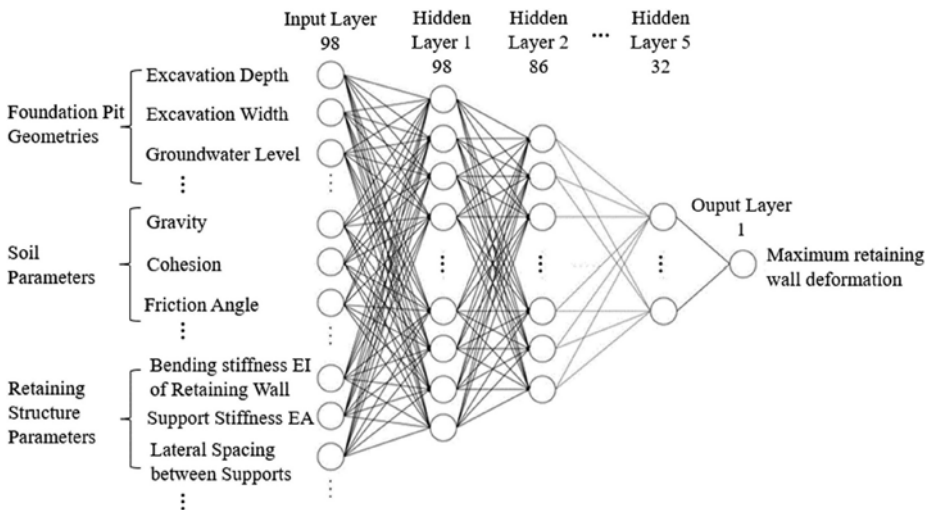 Input Layer
98
Hidden
Layer 1
98
Hidden
Layer 2
86
...
Hidden
Layer 5
32
Foundation Pit
Geometries
Excavation Depth
Excavation Width
Groundwater Level
Soil
Parameters
Gravity
Cohesion
Friction Angle
Retaining
Structure
Parameters
Bending stiffness EI
of Retaining Wall
Support Stiffness EA
Lateral Spacing
between Supports
Ouput Layer
1
Maximum retaining
wall deformation